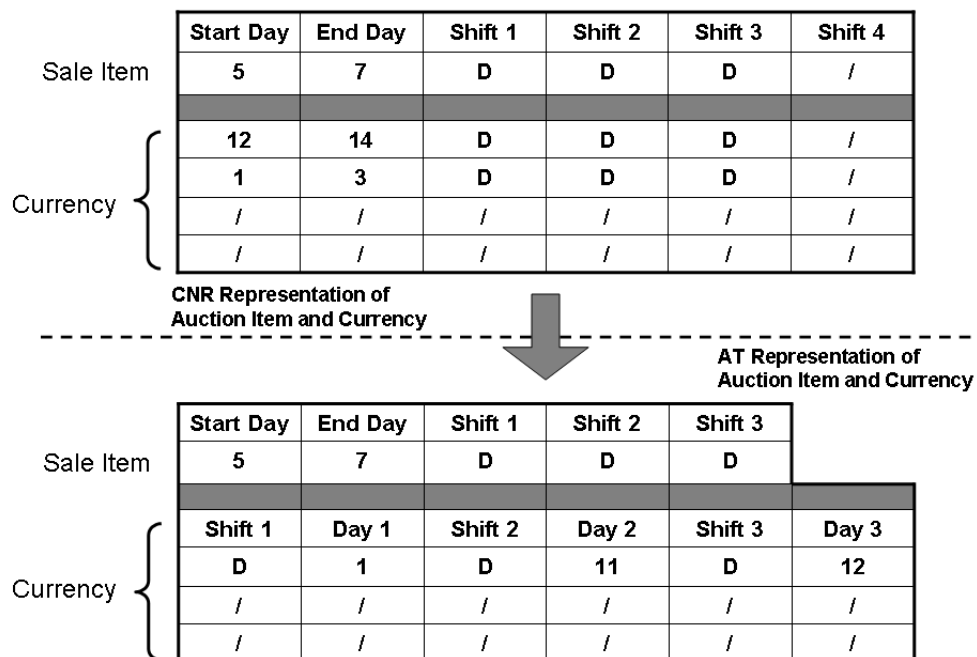 Start Day End Day Shift 1 Shift 2 Shift 3 Shift 4
Sale Item 5 7 D D D /
12 14 D D D /
1 3 D D D /
Currency
/ / / / / /
/ / / / / /
CNR Representation of
Auction Item and Currency
AT Representation of
Auction Item and Currency
Start Day End Day Shift 1 Shift 2 Shift 3
Sale Item 5 7 D D D
Shift 1 Day 1 Shift 2 Day 2 Shift 3 Day 3
D 1 D 11 D 12
Currency
/ / / / / /
/ / / / / /